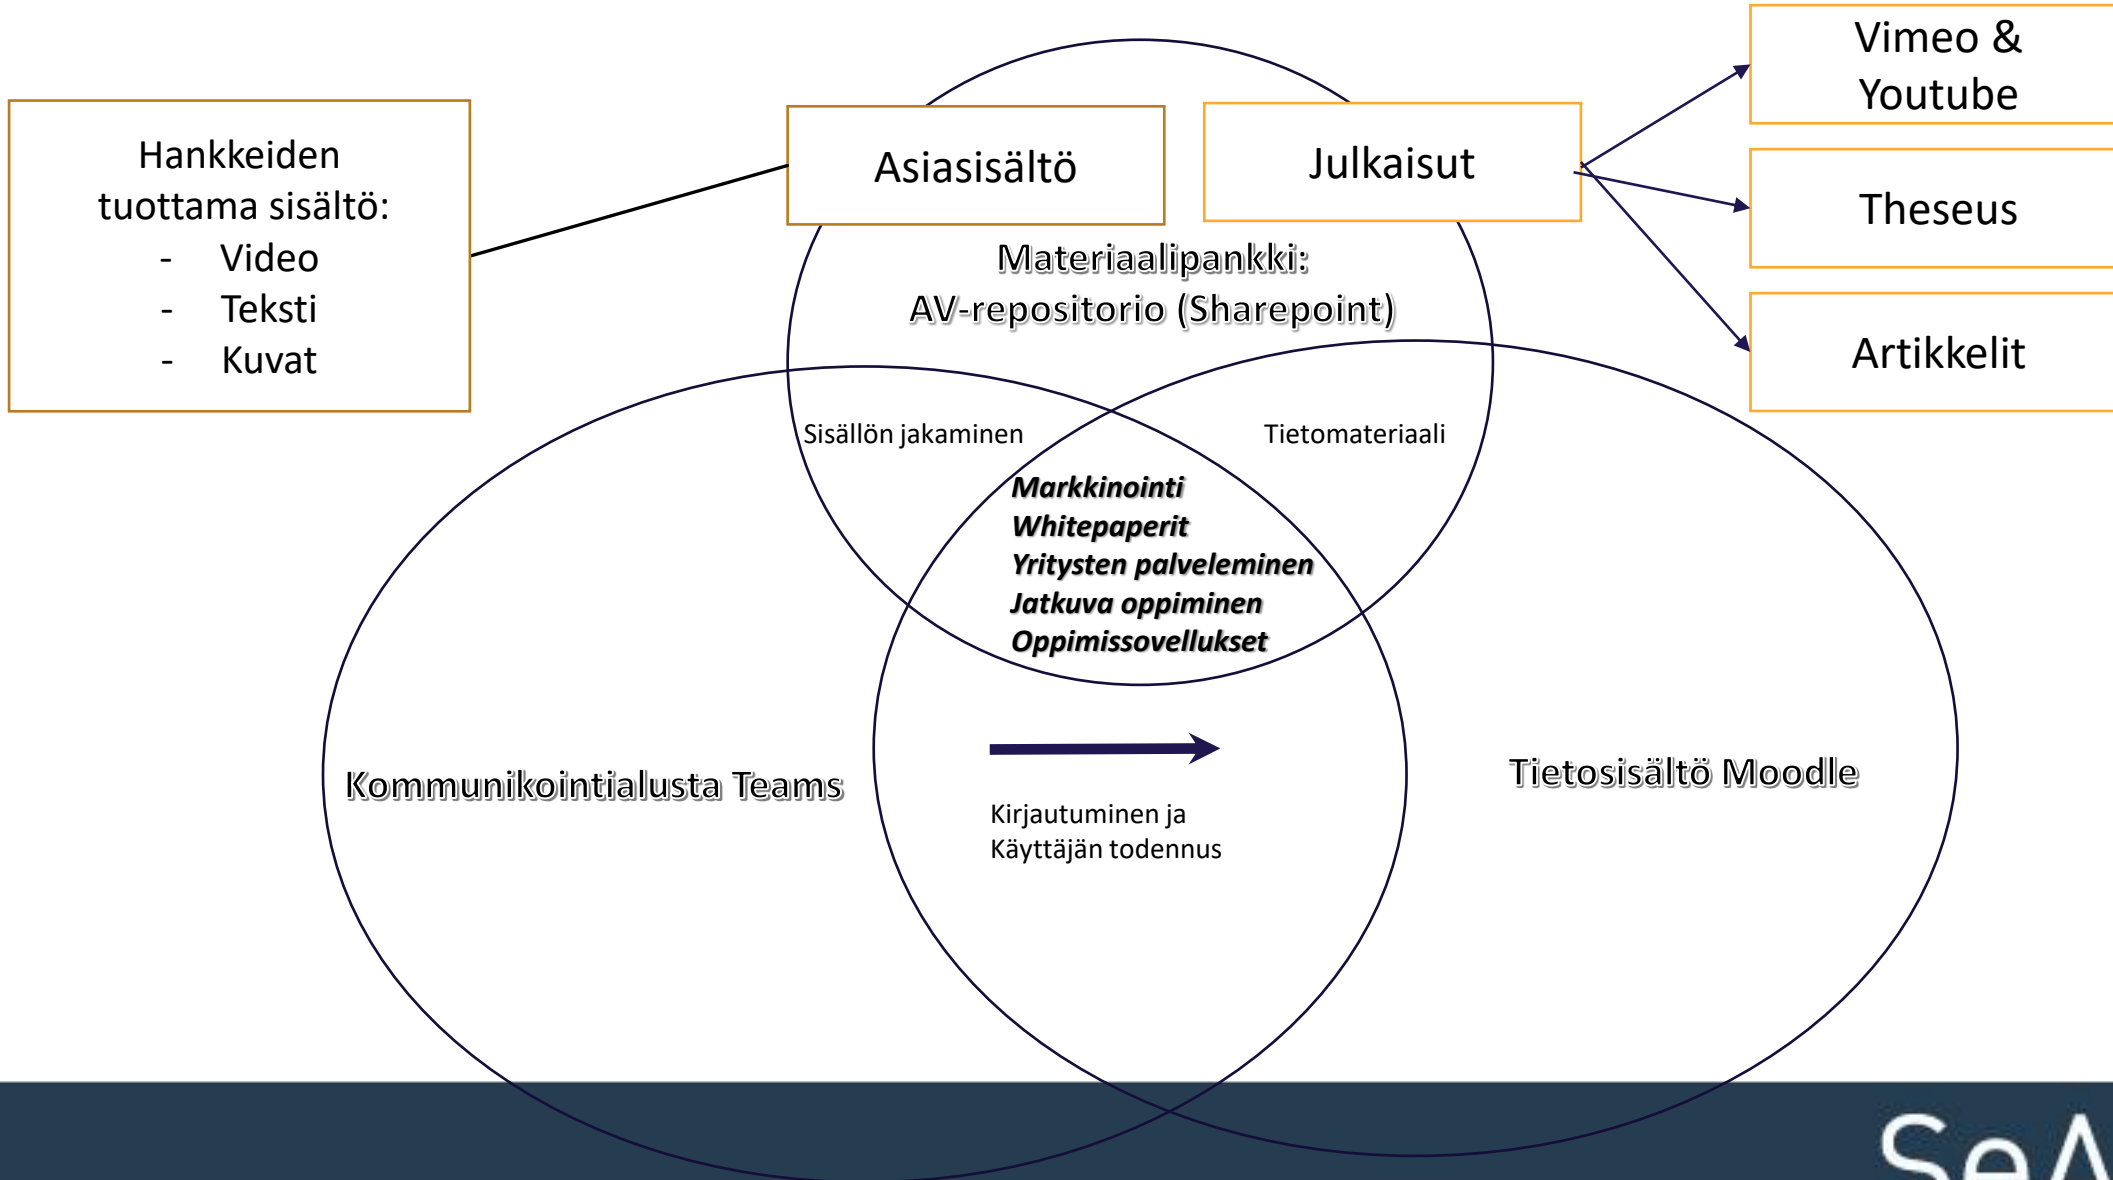 Vimeo &
Youtube
Hankkeiden
tuottama sisältö:
- Video
- Teksti
- Kuvat
Asiasisältö
Julkaisut
Theseus
Artikkelit
Materiaalipankki:
AV-repositorio (Sharepoint)
Sisällön jakaminen
Tietomateriaali
Markkinointi
Whitepaperit
Yritysten palveleminen
Jatkuva oppiminen
Oppimissovellukset
Kommunikointialusta Teams
Tietosisältö Moodle
Kirjautuminen ja
Käyttäjän todennus
SeA